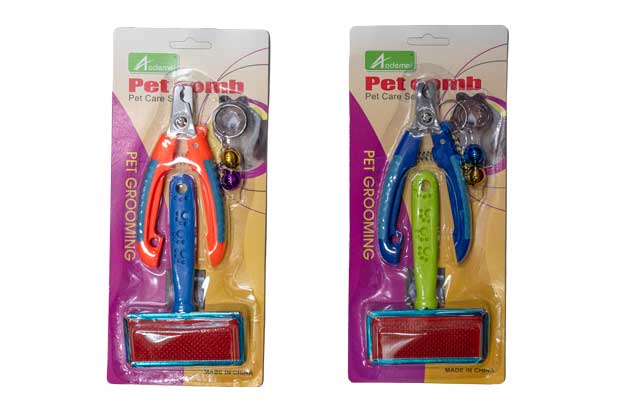 Aodemei
Pet comb
Pet Care Se
PET GROOMING
MADE IN CHINA
Aodemei
Pet comb
Pet Care Se
PET GROOMING
MADE IN CHINA